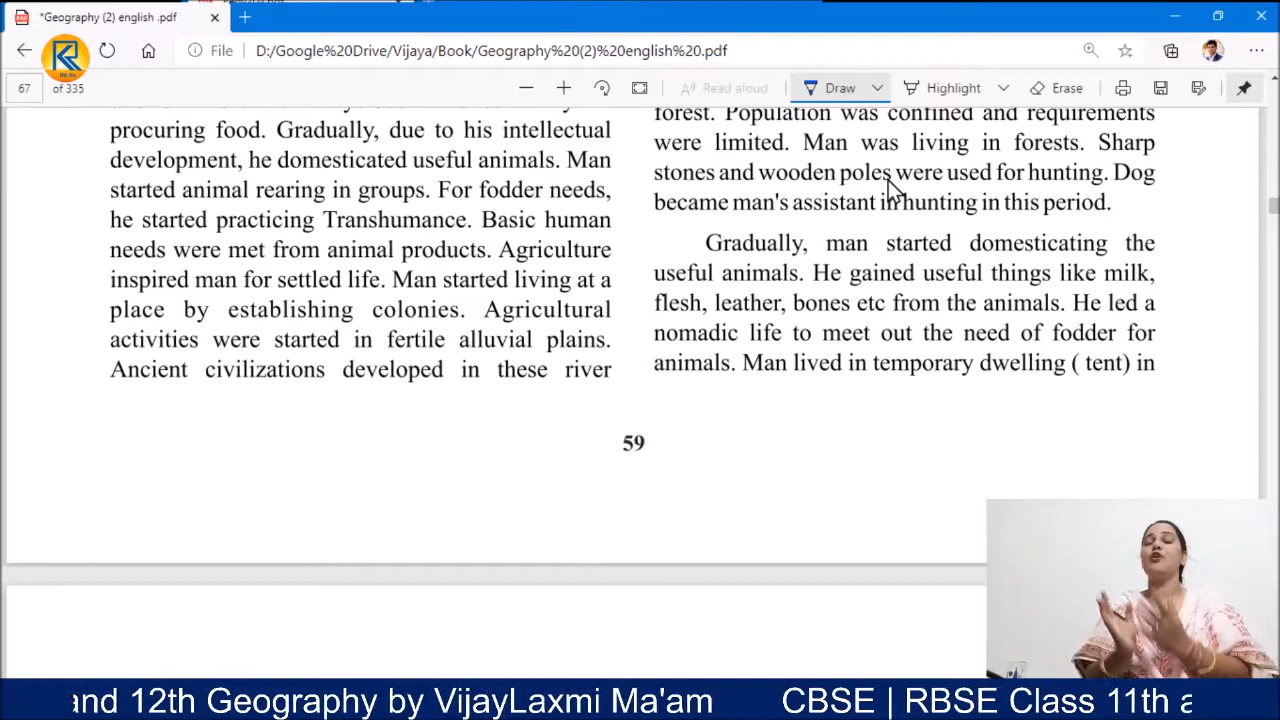 *Geography (2) english .pdf
File
D:/Google%20Drive/Vijaya/Book/Geography%20(2)%20english%20.pdf
67
of 335
Read aloud
Draw
Highlight
Erase
procuring food. Gradually, due to his intellectual
development, he domesticated useful animals. Man
started animal rearing in groups. For fodder needs,
he started practicing Transhumance. Basic human
needs were met from animal products. Agriculture
inspired man for settled life. Man started living at a
place by establishing colonies. Agricultural
activities were started in fertile alluvial plains.
Ancient civilizations developed in these river
forest. Population was confined and requirements
were limited. Man was living in forests. Sharp
stones and wooden poles were used for hunting. Dog
became man's assistant in hunting in this period.
Gradually, man started domesticating the
useful animals. He gained useful things like milk,
flesh, leather, bones etc from the animals. He led a
nomadic life to meet out the need of fodder for
animals. Man lived in temporary dwelling ( tent) in
59
and 12th Geography by VijayLaxmi Ma'am
CBSE | RBSE Class 11th a